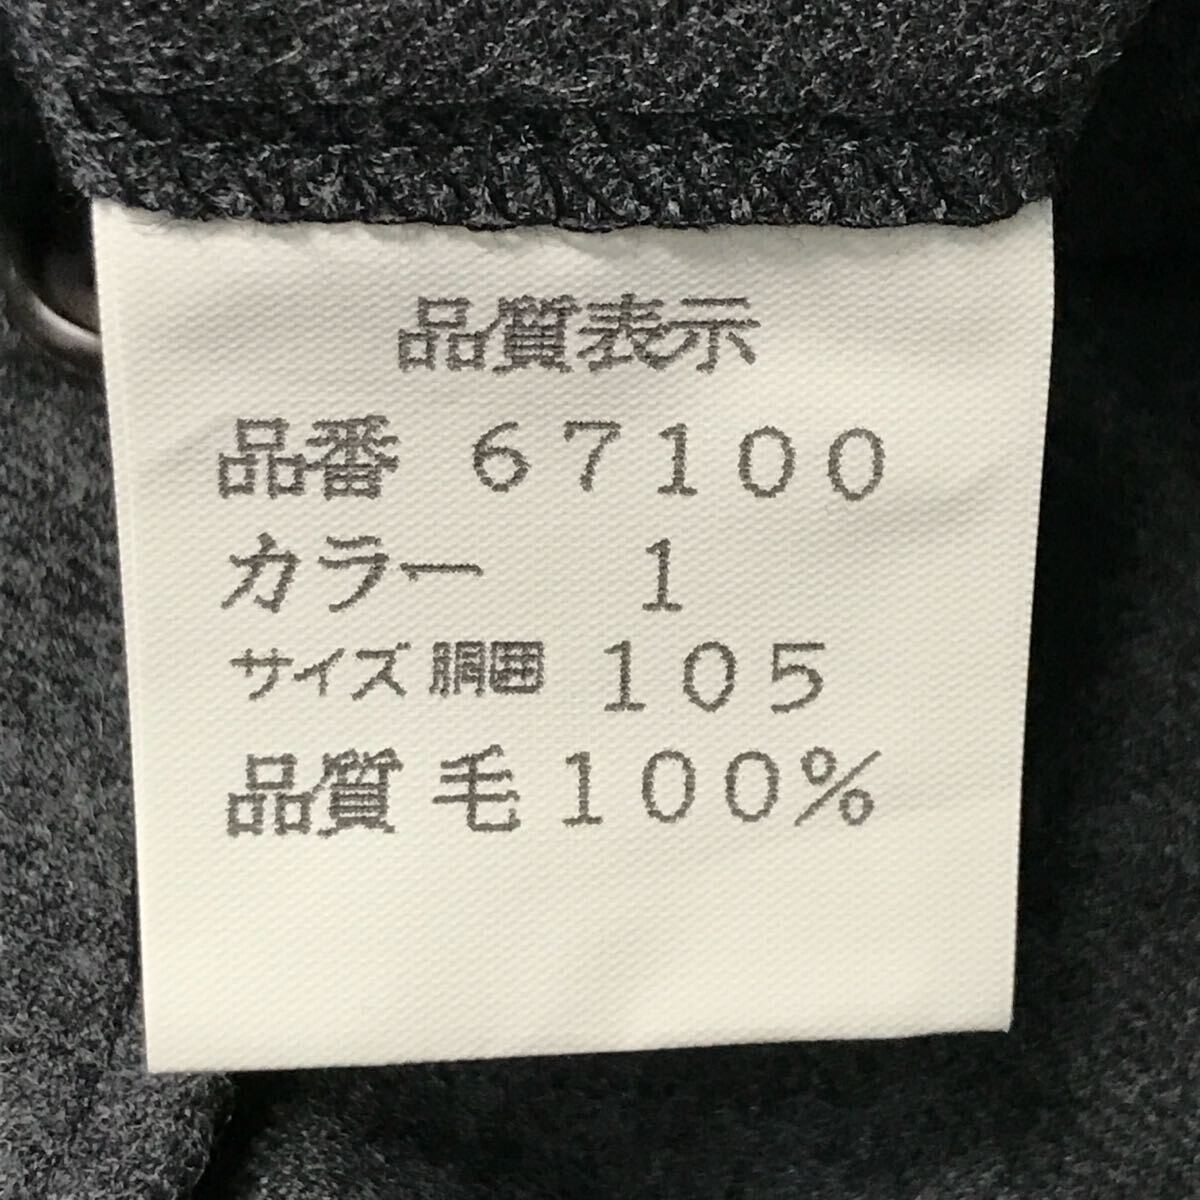 品質表示
品番 67100
カラー 1
サイズ 胴囲 105
品質 毛100%